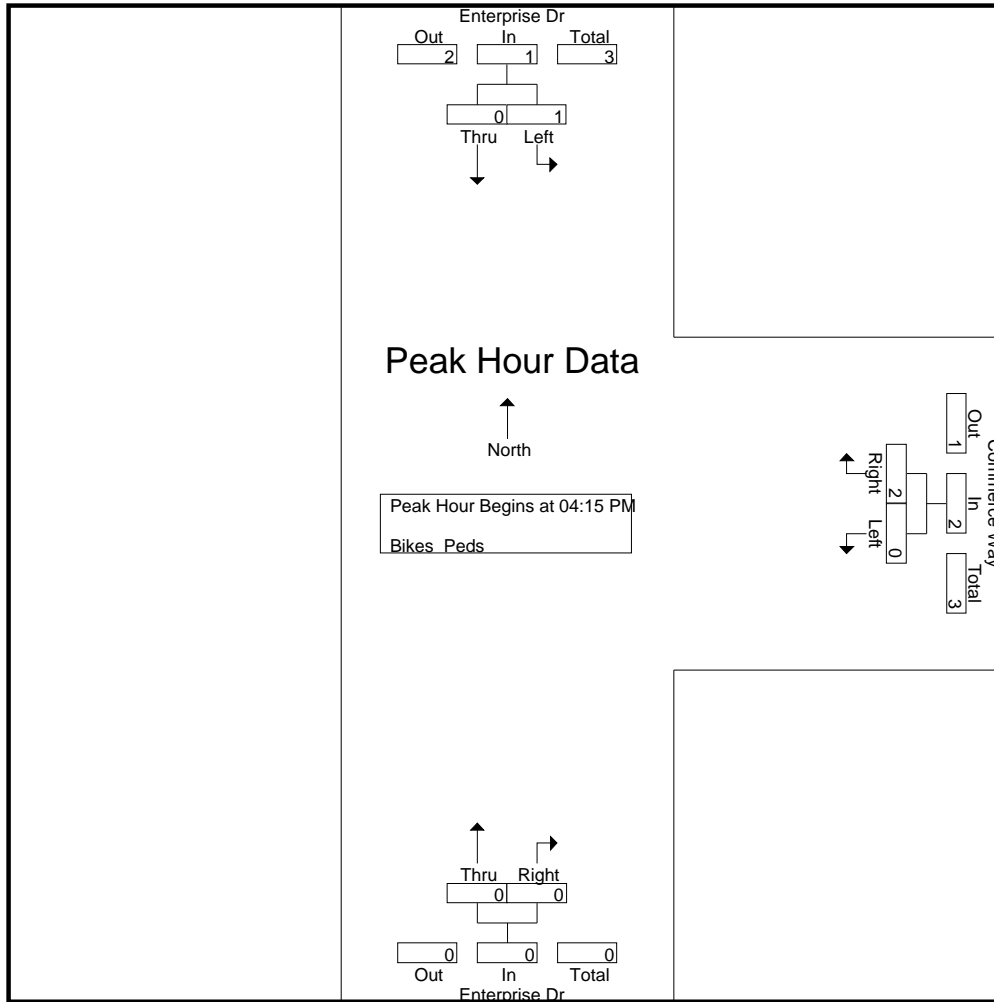 Enterprise Dr
Out In Total
2 1 3
0 1
Thru Left
Peak Hour Data
North
Peak Hour Begins at 04:15 PM
Bikes Peds
Right Left
2 0
Out In Total
1 2 3
Commerce Way
Thru Right
0 0
0 0 0
Out In Total
Enterprise Dr